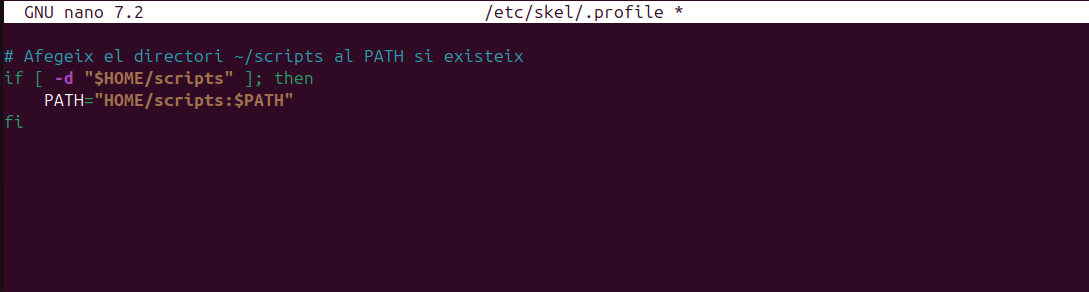 GNU nano 7.2 /etc/skel/.profile *
# Afegeix el directori ~/scripts al PATH si existeix
if [ -d "$HOME/scripts" ]; then
    PATH="HOME/scripts:$PATH"
fi